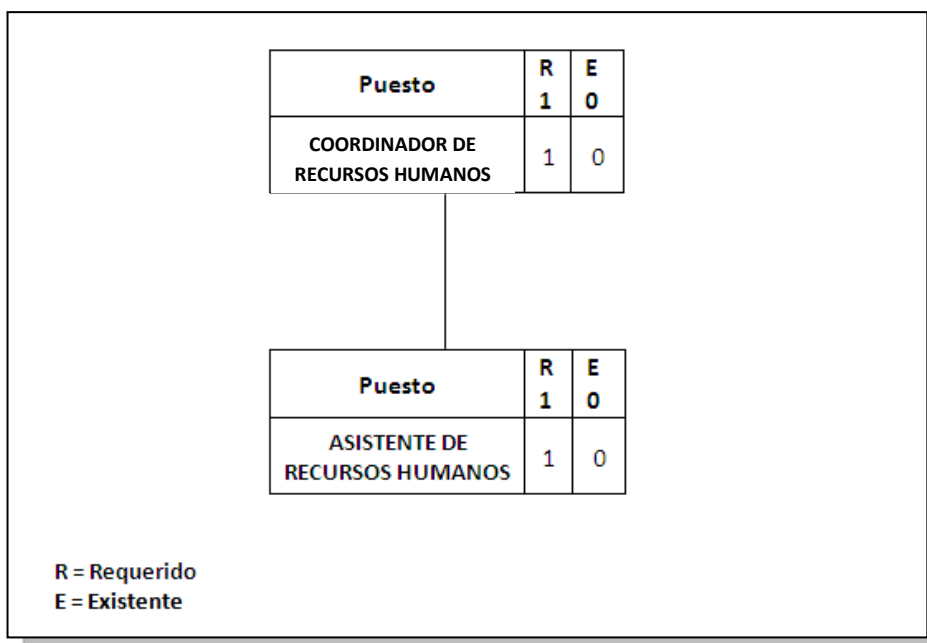 Puesto
R
1
E
0
COORDINADOR DE
RECURSOS HUMANOS
1
0
Puesto
R
1
E
0
ASISTENTE DE
RECURSOS HUMANOS
1
0
R = Requerido
E = Existente